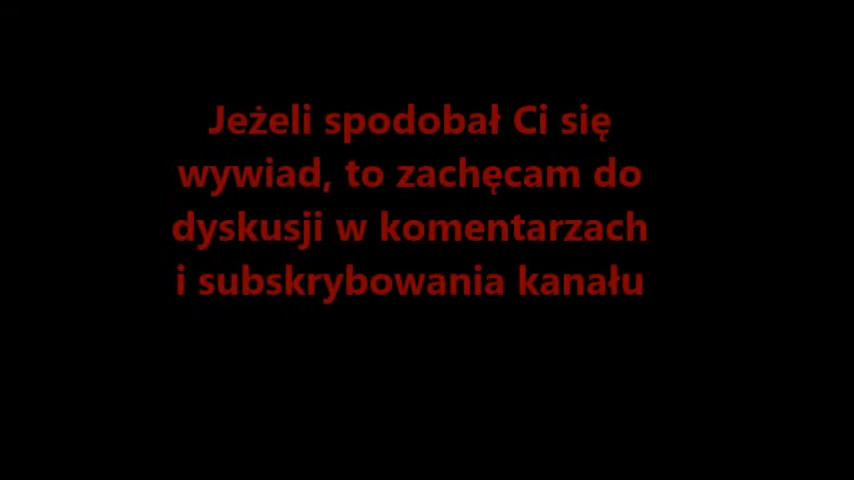 Jeżeli spodobał Ci się
wywiad, to zachęcam do
dyskusji w komentarzach
i subskrybowania kanału